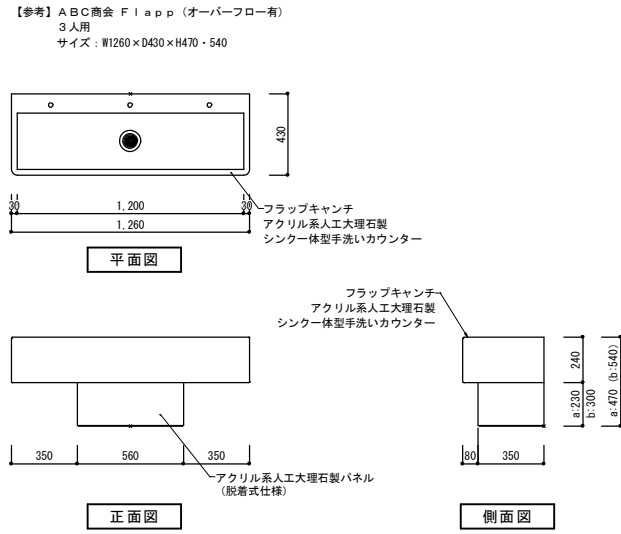 【参考】ＡＢＣ商会 Ｆｌａｐｐ（オーバーフロー有）
３人用
サイズ：W1260×D430×H470・540
430
30
1,200
30
1,260
フラップキャンチ
アクリル系人工大理石製
シンク一体型手洗いカウンター
平面図
フラップキャンチ
アクリル系人工大理石製
シンク一体型手洗いカウンター
240
a:230
b:300
a:470 (b:540)
350
560
350
80
350
アクリル系人工大理石製パネル
（脱着式仕様）
正面図
側面図